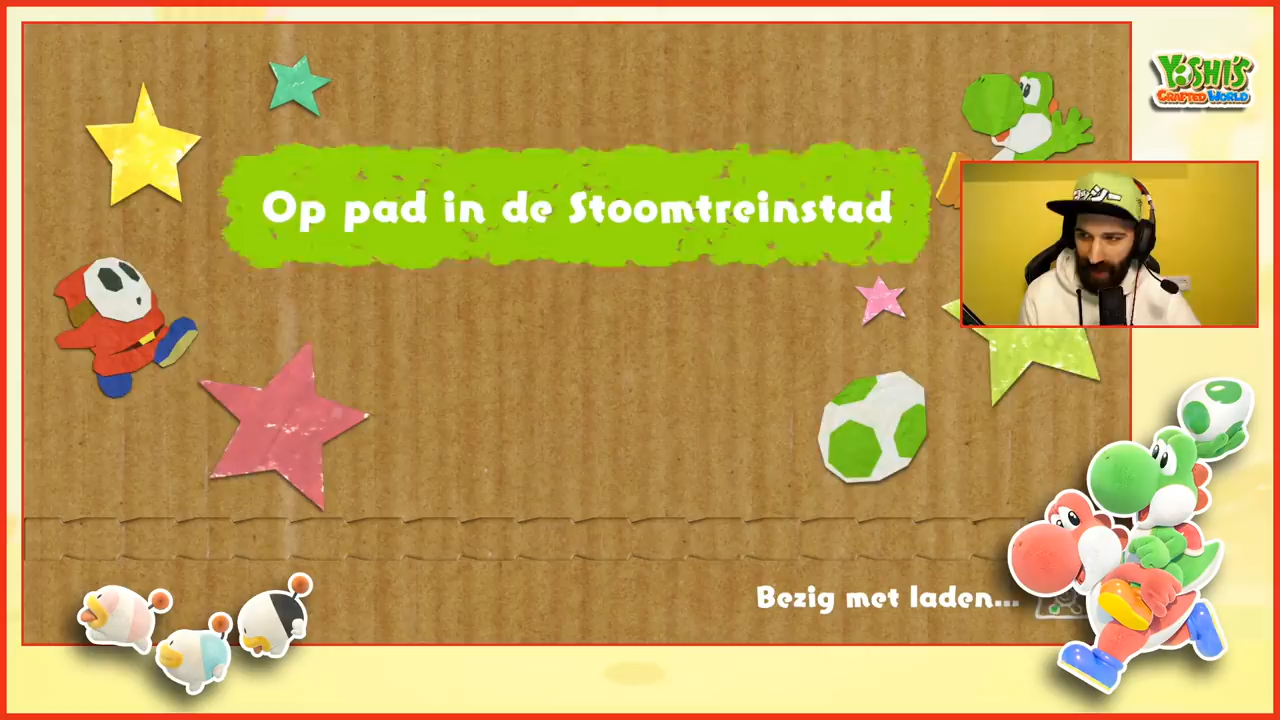 YOSHI'S
CRAFTED WORLD
Op pad in de Stoomtreinstad
Bezig met laden...